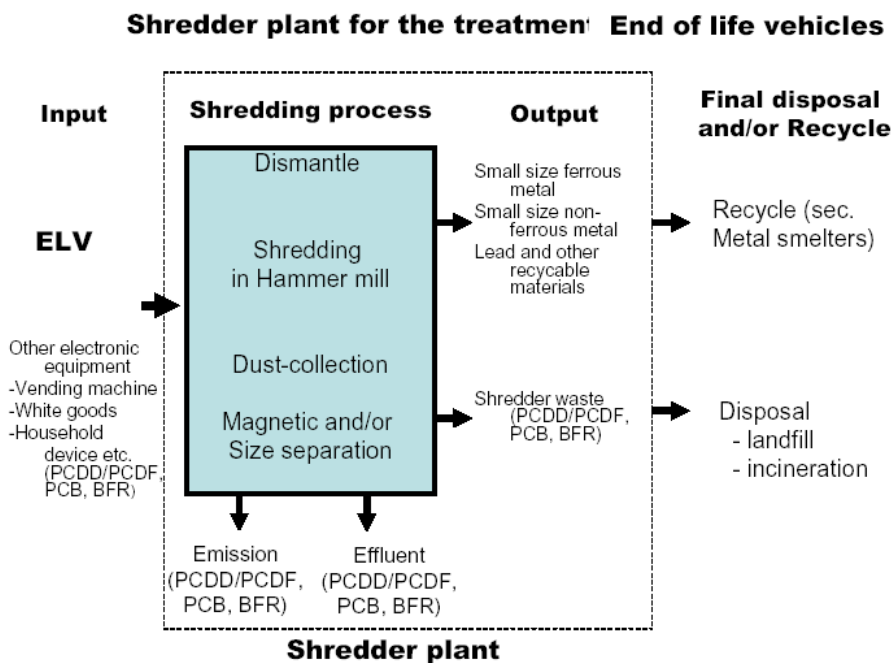 Shredder plant for the treatment End of life vehicles
Input
Shredding process
Output
Final disposal
and/or Recycle
ELV
Other electronic
equipment
-Vending machine
-White goods
-Household
device etc.
(PCDD/PCDF,
PCB, BFR)
Dismantle
Shredding
in Hammer mill
Dust-collection
Magnetic and/or
Size separation
Small size ferrous
metal
Small size non-
ferrous metal
Lead and other
recycable
materials
Shredder waste
(PCDD/PCDF,
PCB, BFR)
Recycle (sec.
Metal smelters)
Disposal
- landfill
- incineration
Emission
(PCDD/PCDF,
PCB, BFR)
Effluent
(PCDD/PCDF,
PCB, BFR)
Shredder plant